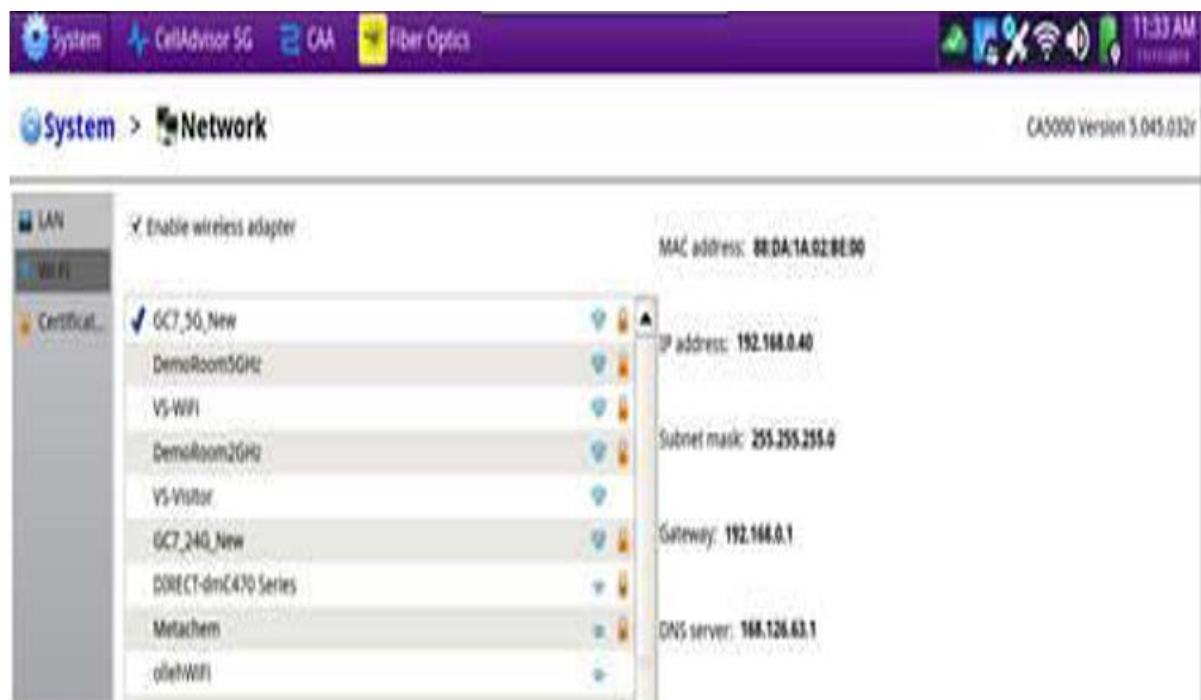 System CellAdvisor 5G CAA Fiber Optics 11:33 AM
System > Network CA5000 Version 5.045.032r
LAN
Wi-Fi
Certificat...
Enable wireless adapter
GC7_5G_New
DemoRoom5GHz
VS-WiFi
DemoRoom2GHz
VS-Visitor
GC7_24G_New
DIRECT-dmC470 Series
Metachem
ollehWiFi
MAC address: 88:DA:1A:02:BE:00
IP address: 192.168.0.40
Subnet mask: 255.255.255.0
Gateway: 192.168.0.1
DNS server: 168.126.63.1